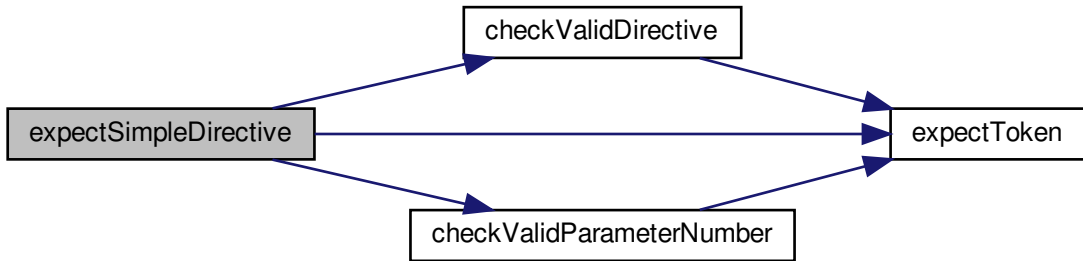 checkValidDirective
expectSimpleDirective
expectToken
checkValidParameterNumber